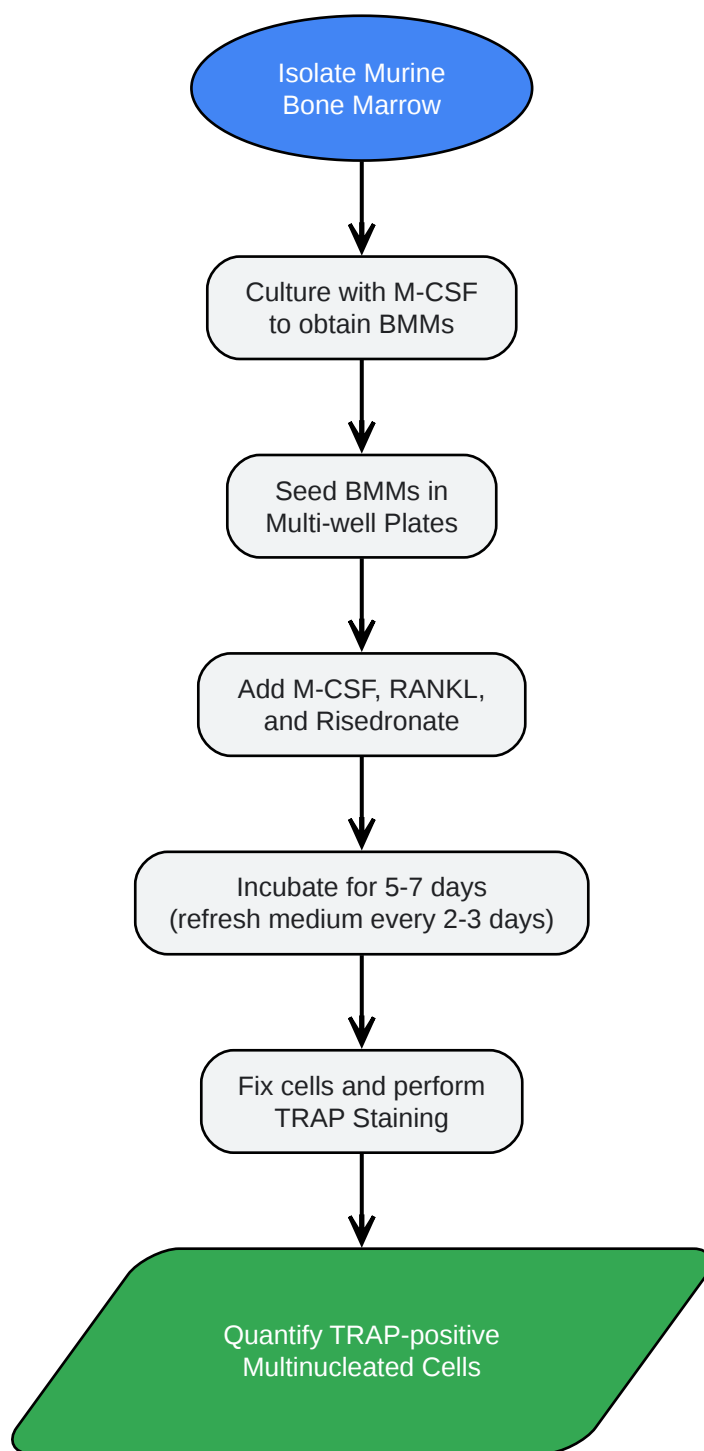 Isolate Murine
Bone Marrow
Culture with M-CSF
to obtain BMMs
Seed BMMs in
Multi-well Plates
Add M-CSF, RANKL,
and Risedronate
Incubate for 5-7 days
(refresh medium every 2-3 days)
Fix cells and perform
TRAP Staining
Quantify TRAP-positive
Multinucleated Cells